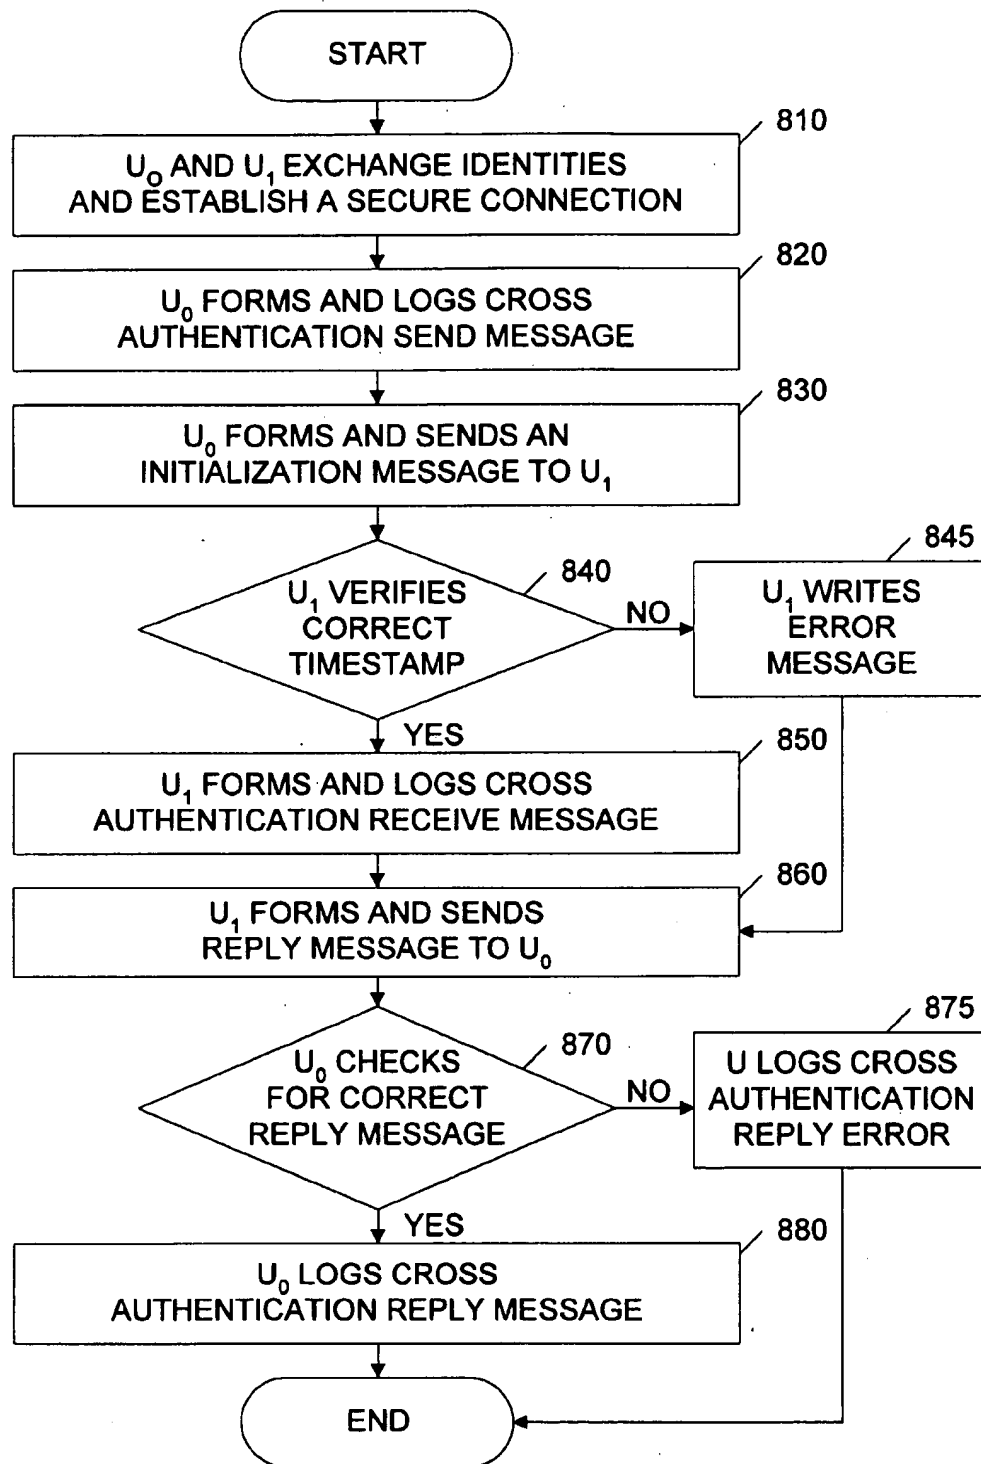 START
810
U₀ AND U₁ EXCHANGE IDENTITIES
AND ESTABLISH A SECURE CONNECTION
820
U₀ FORMS AND LOGS CROSS
AUTHENTICATION SEND MESSAGE
830
U₀ FORMS AND SENDS AN
INITIALIZATION MESSAGE TO U₁
840
U₁ VERIFIES
CORRECT
TIMESTAMP
NO
845
U₁ WRITES
ERROR
MESSAGE
YES
850
U₁ FORMS AND LOGS CROSS
AUTHENTICATION RECEIVE MESSAGE
860
U₁ FORMS AND SENDS
REPLY MESSAGE TO U₀
870
U₀ CHECKS
FOR CORRECT
REPLY MESSAGE
NO
875
U LOGS CROSS
AUTHENTICATION
REPLY ERROR
YES
880
U₀ LOGS CROSS
AUTHENTICATION REPLY MESSAGE
END